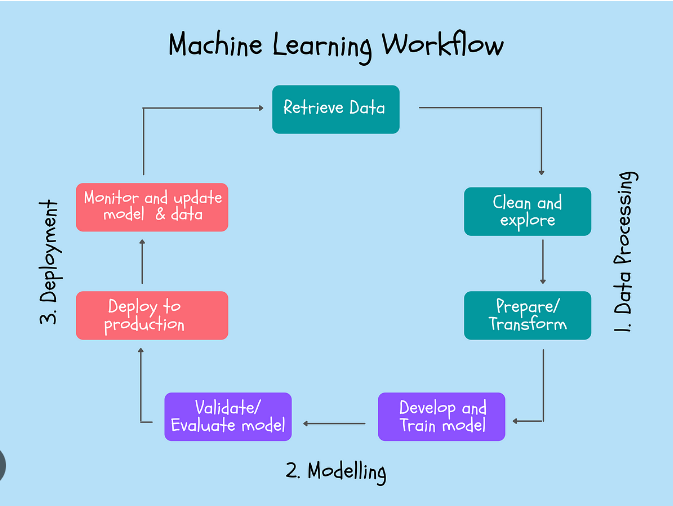 Machine Learning Workflow
Retrieve Data
Clean and
explore
Prepare/
Transform
1. Data Processing
Develop and
Train model
Validate/
Evaluate model
2. Modelling
Deploy to
production
Monitor and update
model & data
3. Deployment